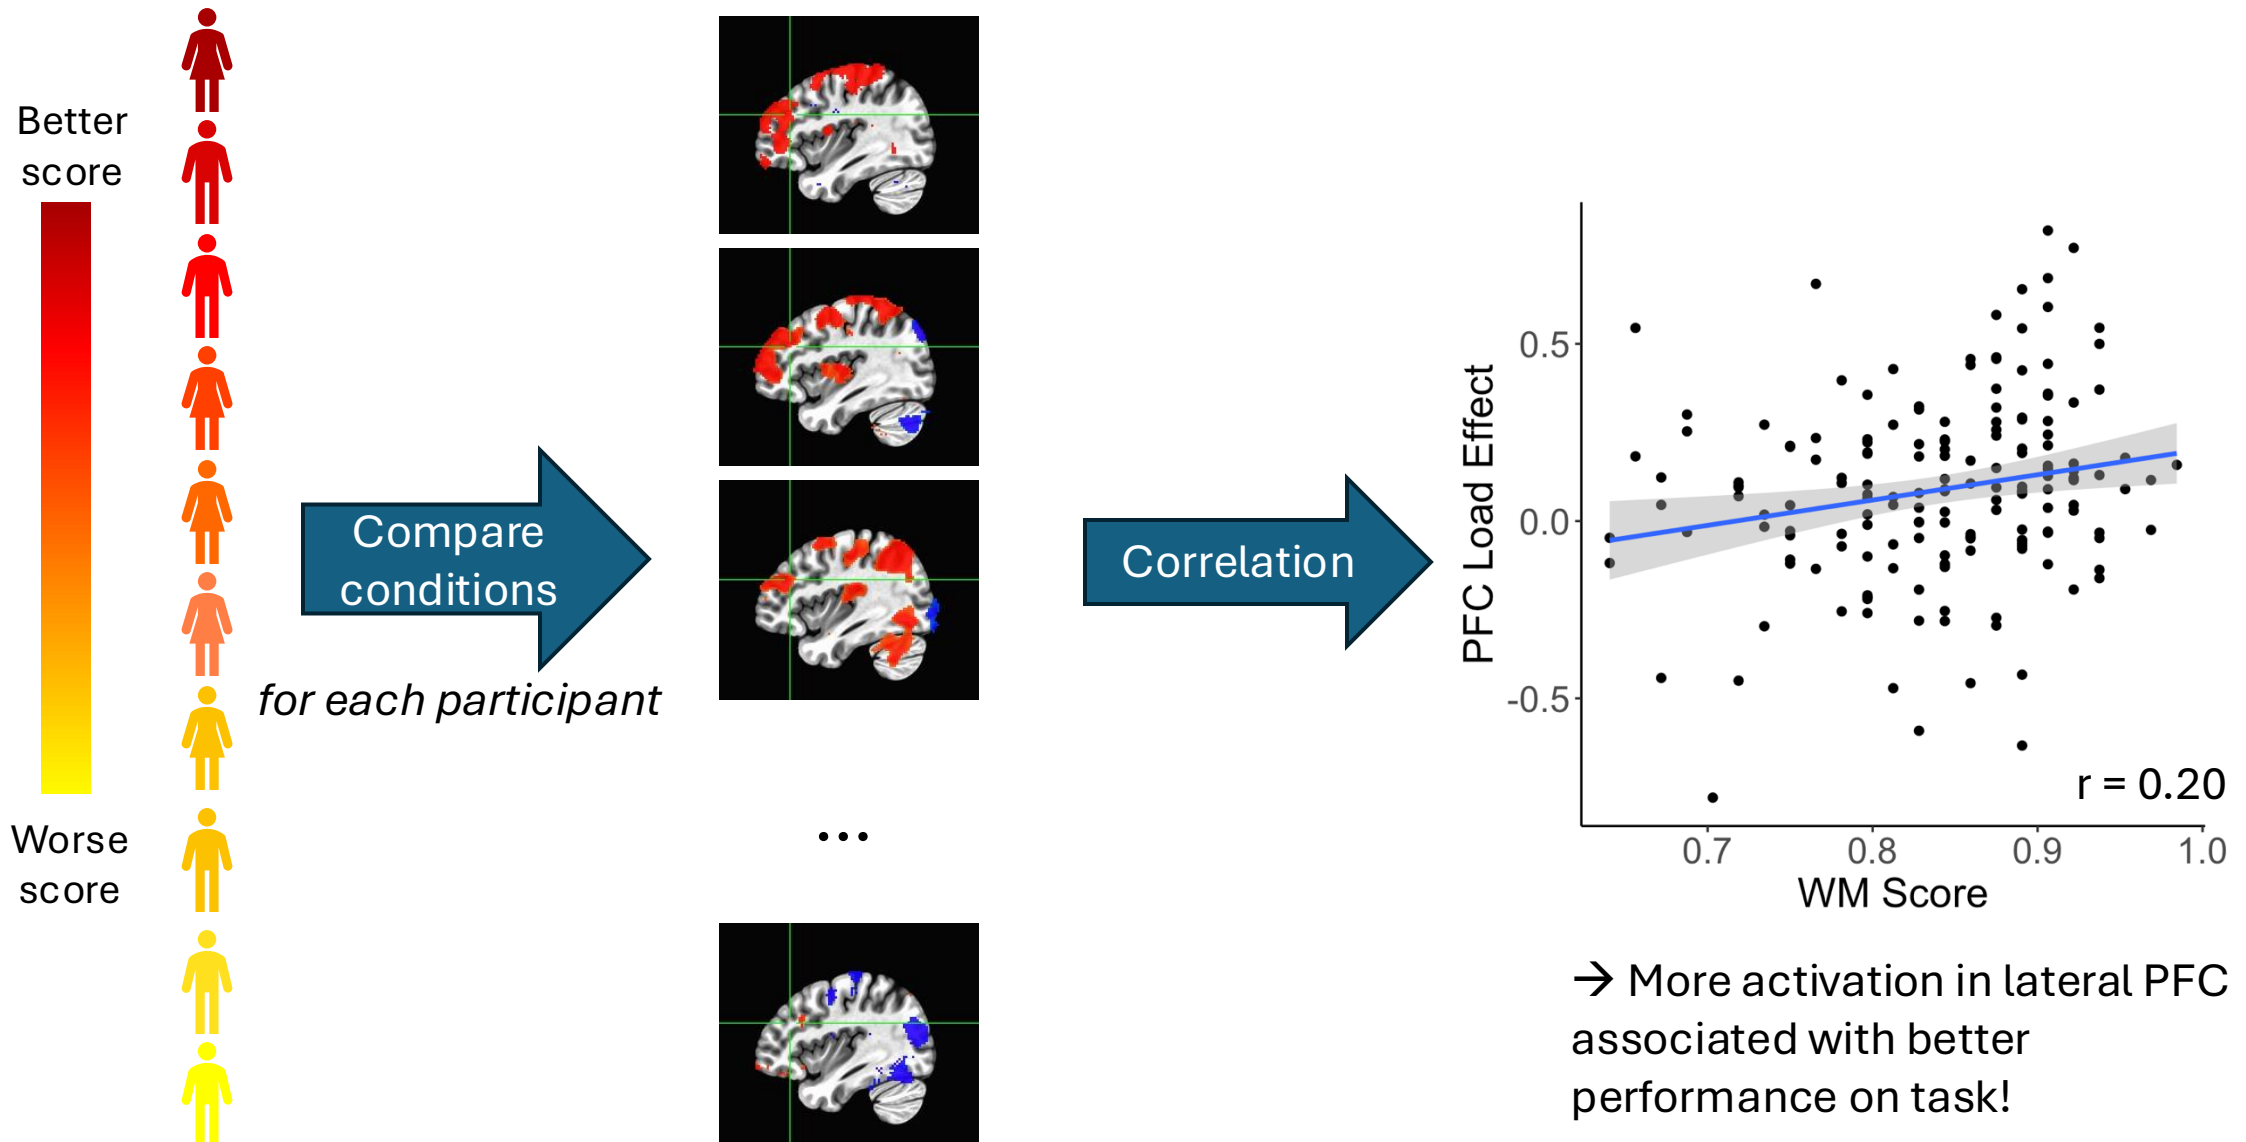 Better
score
Worse
score
Compare
conditions
for each participant
...
Correlation
PFC Load Effect
0.5
0.0
-0.5
r = 0.20
0.7 0.8 0.9 1.0
WM Score
→ More activation in lateral PFC
associated with better
performance on task!